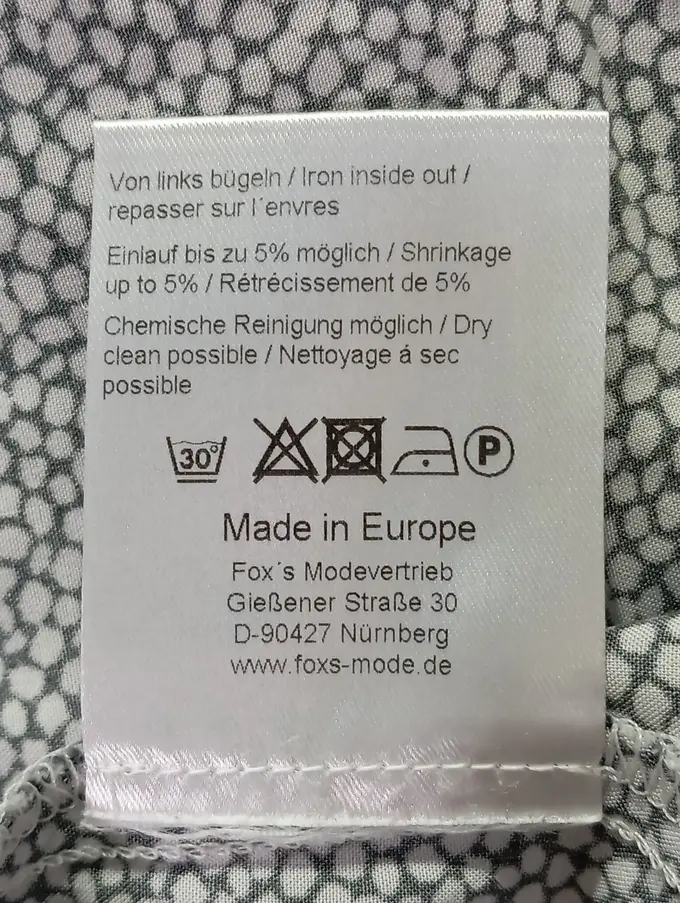 Von links bügeln / Iron inside out /
repasser sur l´envres
Einlauf bis zu 5% möglich / Shrinkage
up to 5% / Rétrécissement de 5%
Chemische Reinigung möglich / Dry
clean possible / Nettoyage á sec
possible
30° P
Made in Europe
Fox´s Modevertrieb
Gießener Straße 30
D-90427 Nürnberg
www.foxs-mode.de